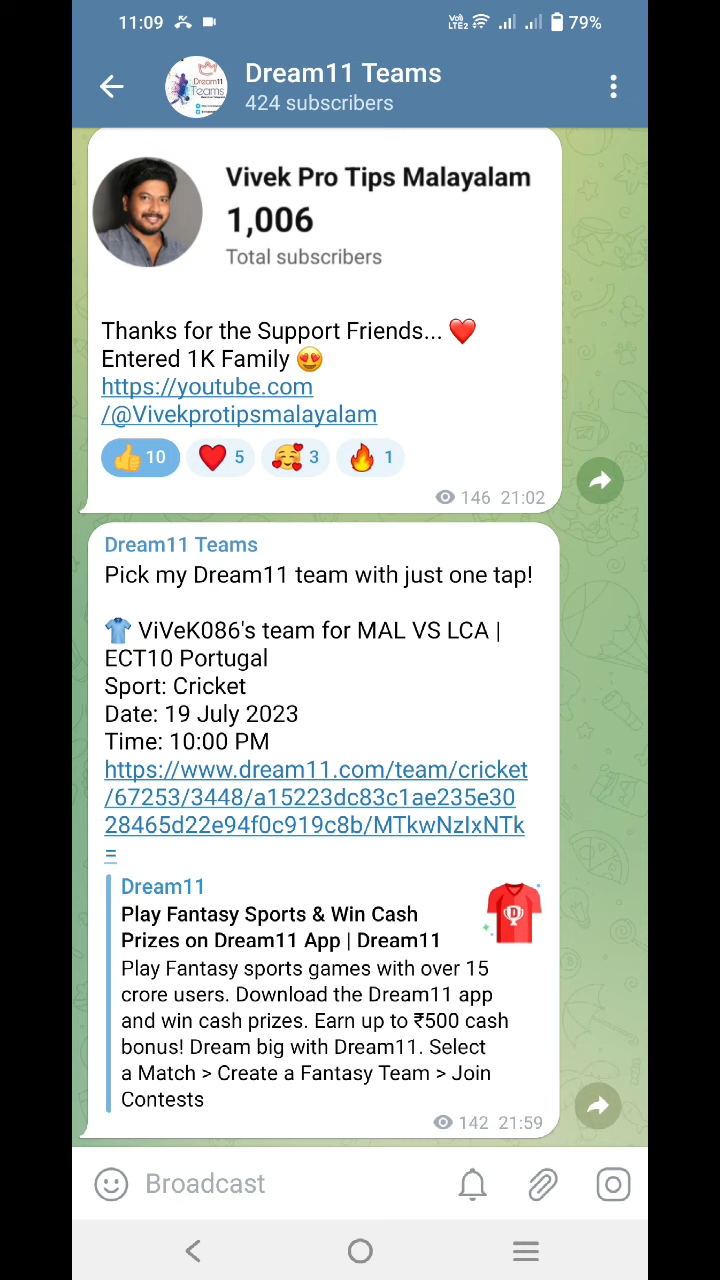 11:09
Vo)) LTE2
79%
Dream11 Teams
424 subscribers
Dream11
Teams
Vivek Pro Tips Malayalam
1,006
Total subscribers
Thanks for the Support Friends... ❤️
Entered 1K Family 😍
https://youtube.com
/@Vivekprotipsmalayalam
👍 10 ❤️ 5 🥰 3 🔥 1
146 21:02
Dream11 Teams
Pick my Dream11 team with just one tap!
👕 ViVeK086's team for MAL VS LCA |
ECT10 Portugal
Sport: Cricket
Date: 19 July 2023
Time: 10:00 PM
https://www.dream11.com/team/cricket
/67253/3448/a15223dc83c1ae235e30
28465d22e94f0c919c8b/MTkwNzIxNTk
=
Dream11
Play Fantasy Sports & Win Cash
Prizes on Dream11 App | Dream11
Play Fantasy sports games with over 15
crore users. Download the Dream11 app
and win cash prizes. Earn up to ₹500 cash
bonus! Dream big with Dream11. Select
a Match > Create a Fantasy Team > Join
Contests
D
142 21:59
Broadcast